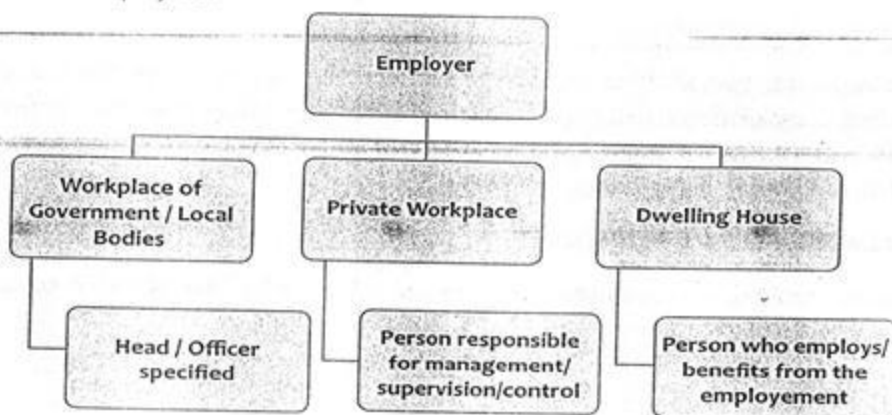 Employer
Workplace of
Government / Local
Bodies
Private Workplace
Dwelling House
Head / Officer
specified
Person responsible
for management/
supervision/control
Person who employs/
benefits from the
employement